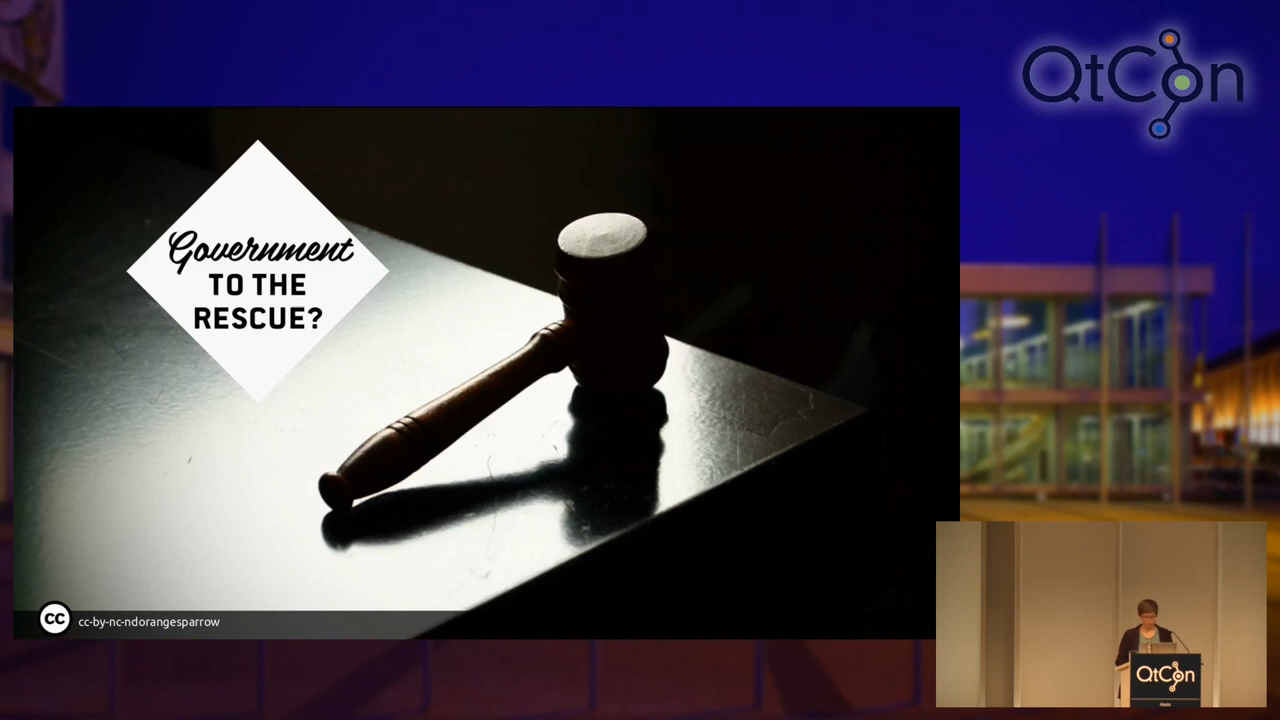 QtCon
Government
TO THE
RESCUE?
cc
cc-by-nc-ndorangesparrow
QtCon